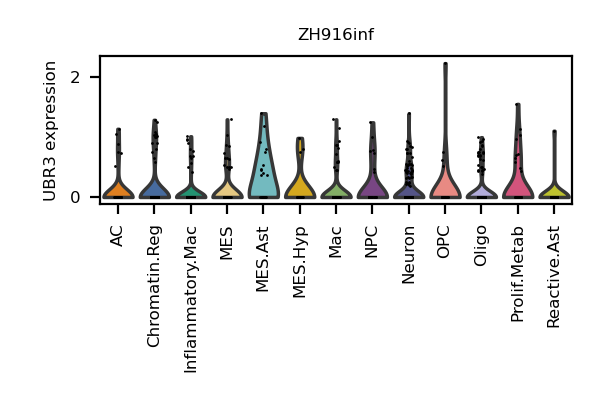 ZH916inf
UBR3 expression
2
0
AC
Chromatin.Reg
Inflammatory.Mac
MES
MES.Ast
MES.Hyp
Mac
NPC
Neuron
OPC
Oligo
Prolif.Metab
Reactive.Ast